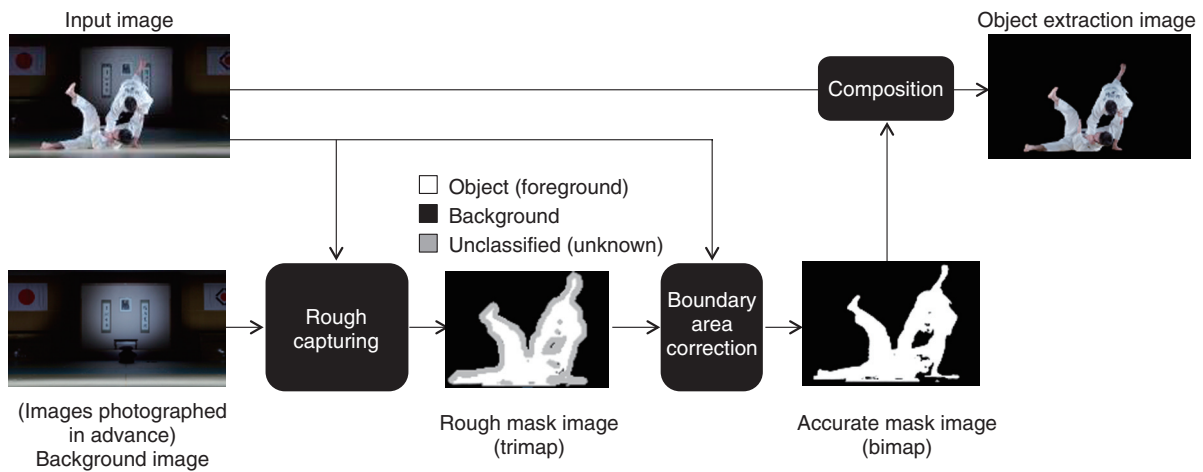 Input image
Object extraction image
Composition
Object (foreground)
Background
Unclassified (unknown)
Rough
capturing
Boundary
area
correction
(Images photographed
in advance)
Background image
Rough mask image
(trimap)
Accurate mask image
(bimap)